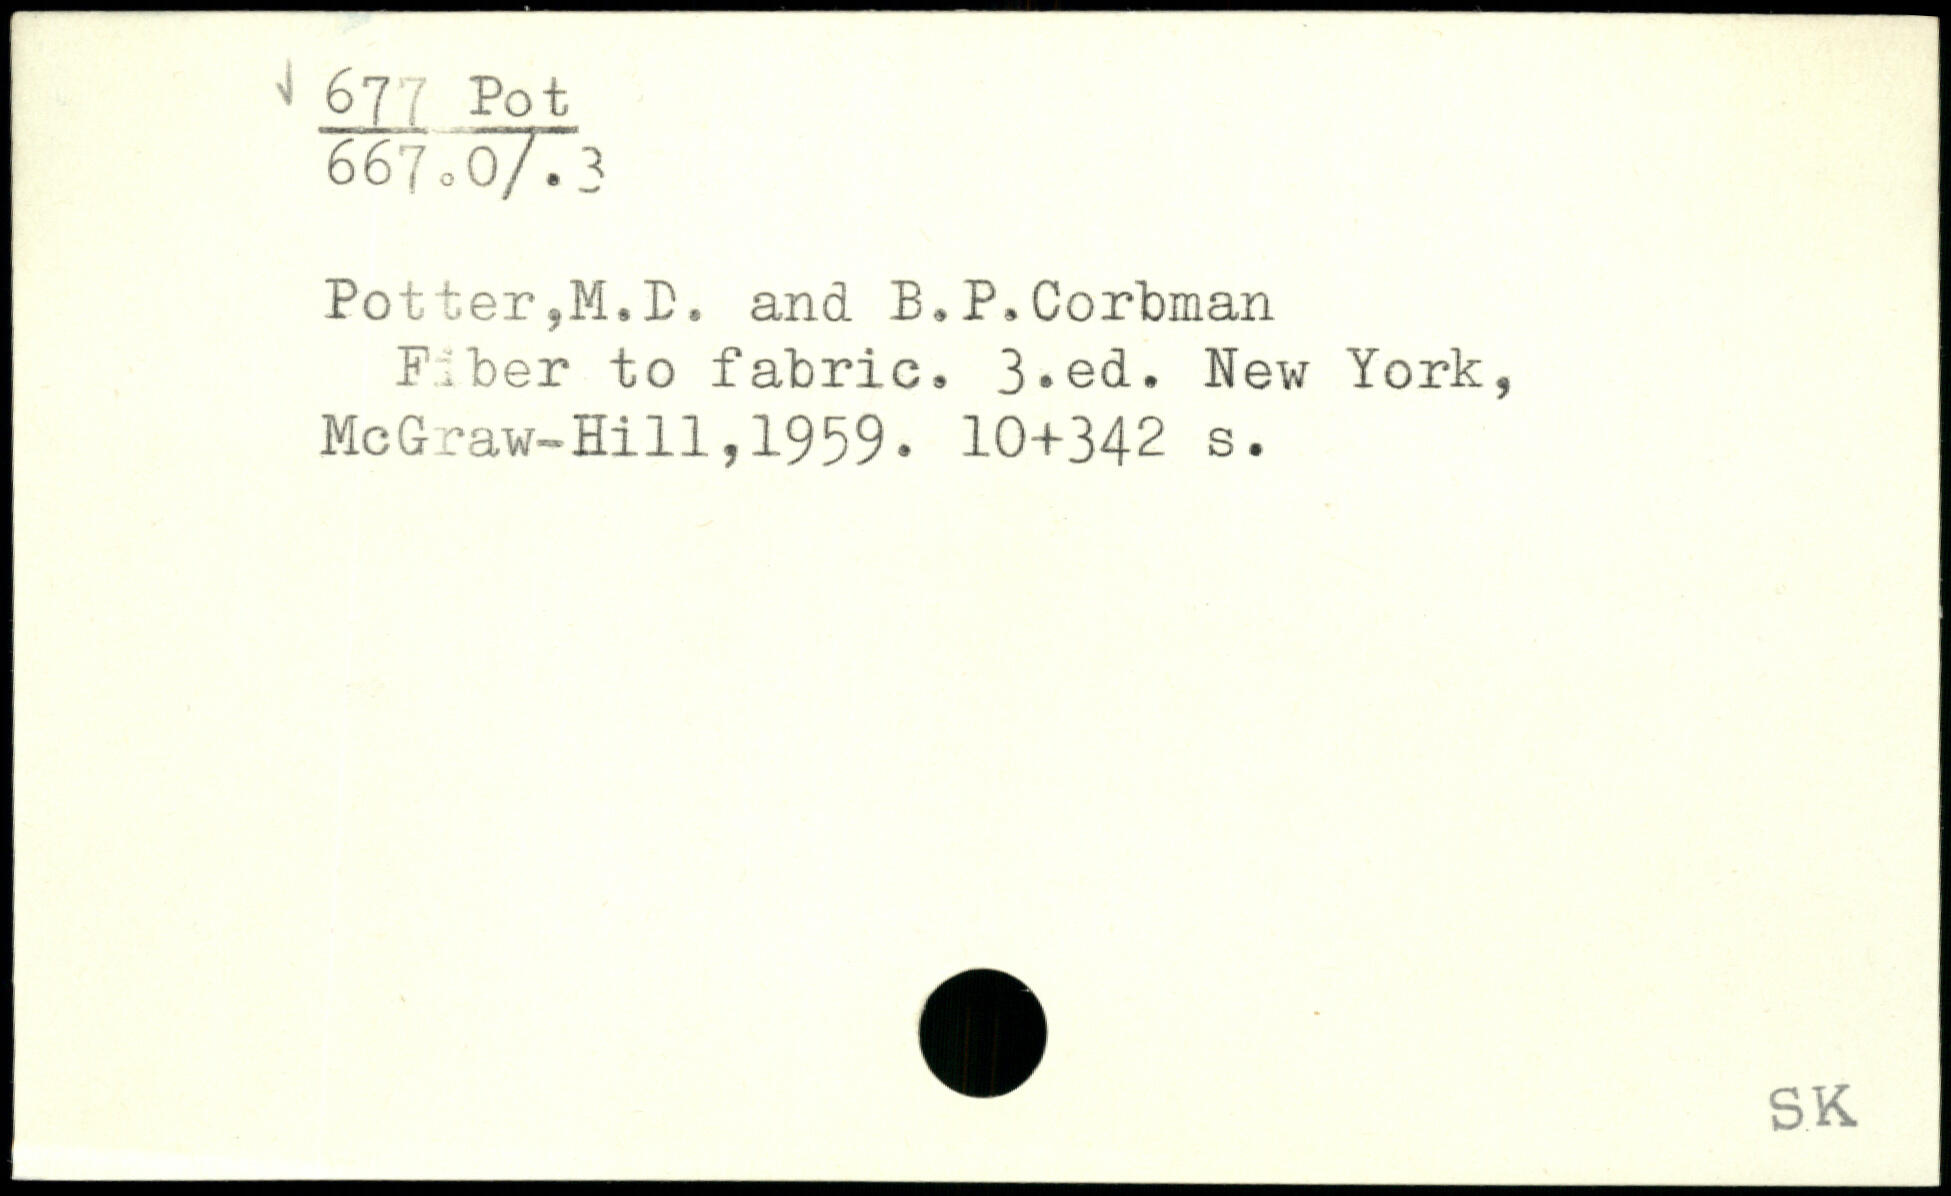 677 Pot
667.0/.3
Potter,M.D. and B.P.Corbman
Fiber to fabric. 3.ed. New York,
McGraw-Hill,1959. 10+342 s.
SK